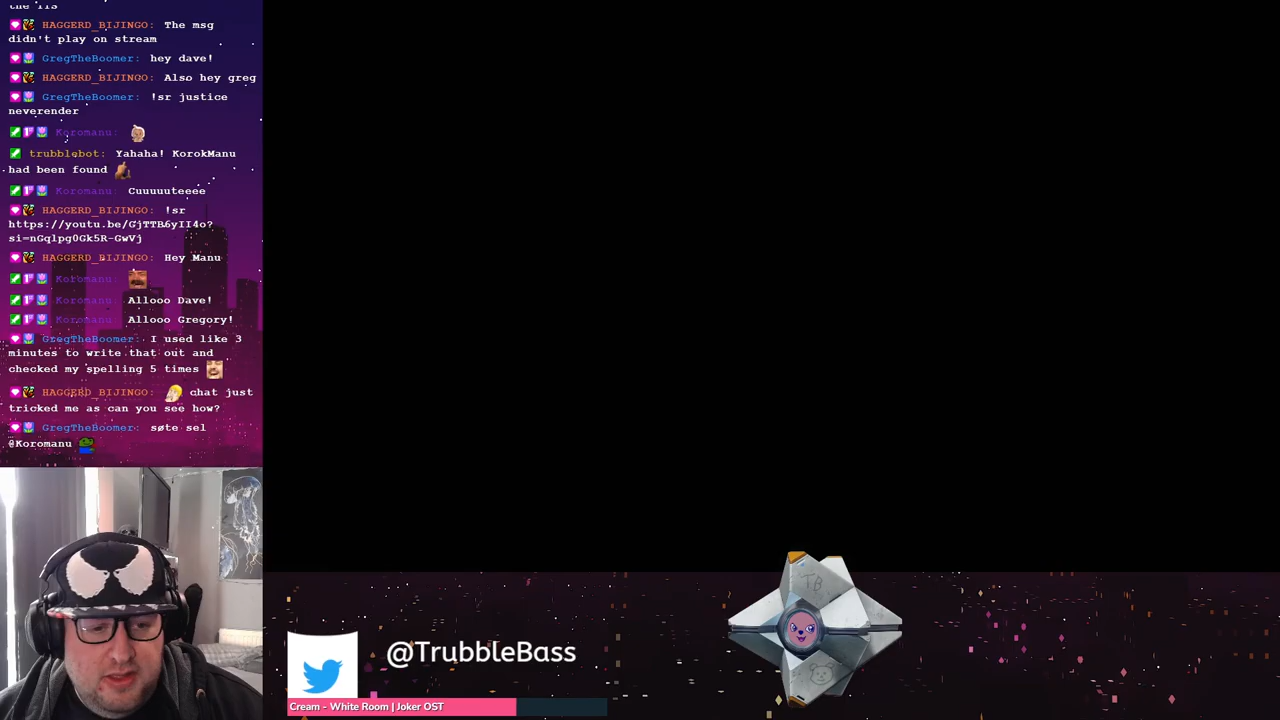 the lis
HAGGERD_BIJINGO: The msg
didn't play on stream
GregTheBoomer: hey dave!
HAGGERD_BIJINGO: Also hey greg
GregTheBoomer: !sr justice
neverender
Koromanu:
trubblebot: Yahaha! KorokManu
had been found
Koromanu: Cuuuuuteeee
HAGGERD_BIJINGO: !sr
https://youtu.be/GjTTB6yII4o?
si=nGqlpg0Gk5R-GwVj
HAGGERD_BIJINGO: Hey Manu
Koromanu:
Koromanu: Allooo Dave!
Koromanu: Allooo Gregory!
GregTheBoomer: I used like 3
minutes to write that out and
checked my spelling 5 times
HAGGERD_BIJINGO: chat just
tricked me as can you see how?
GregTheBoomer: søte sel
@Koromanu
TB
@TrubbleBass
Cream - White Room | Joker OST